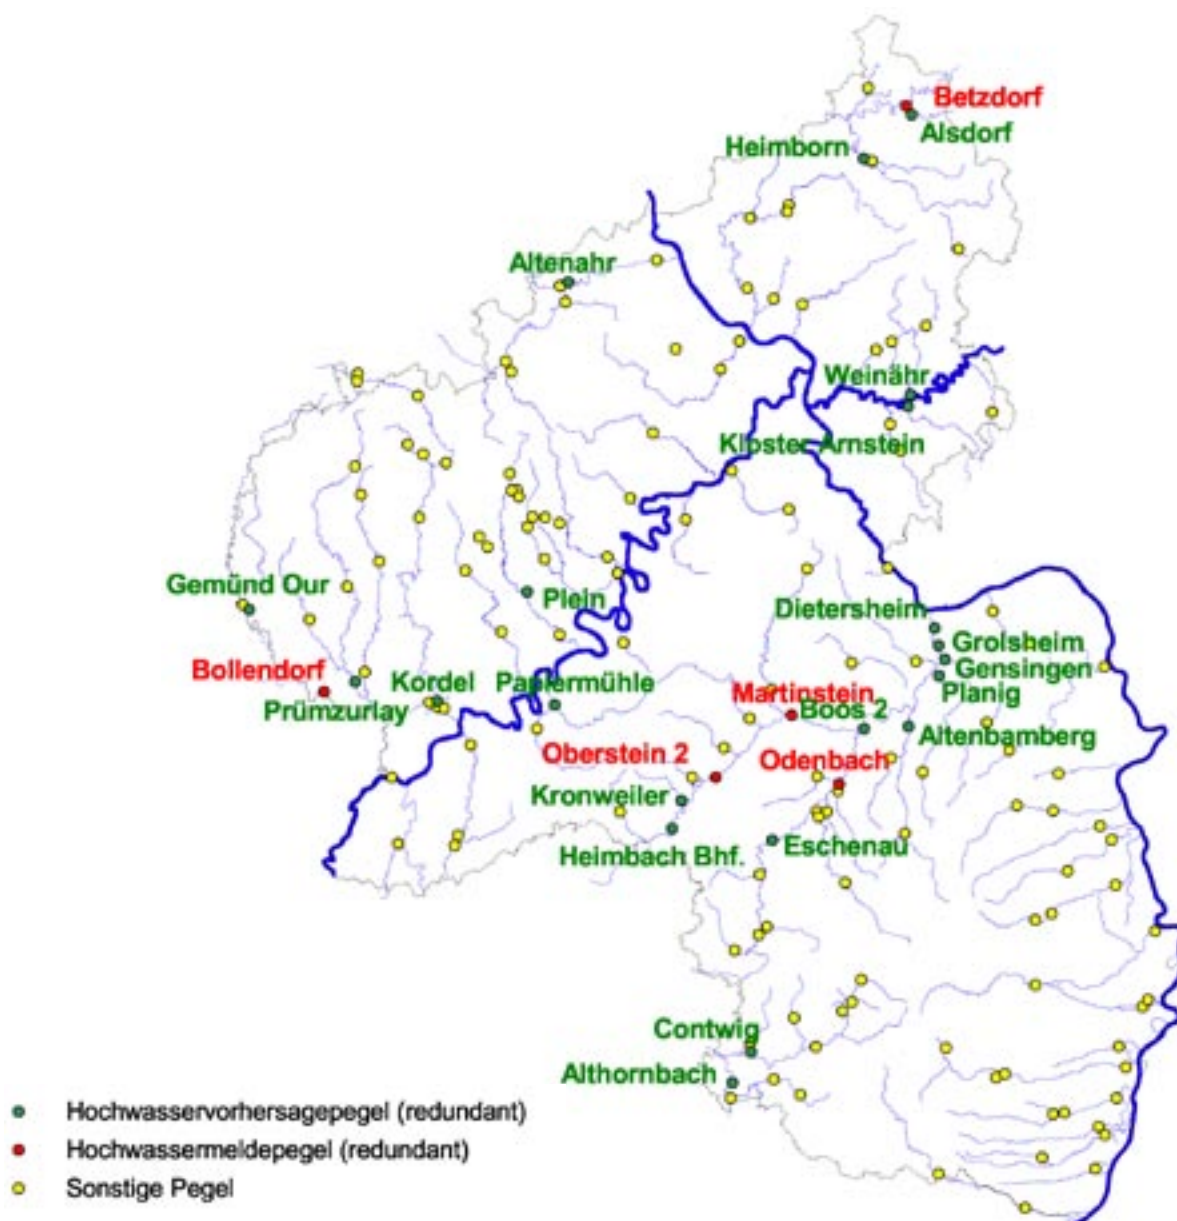 Betzdorf
Alsdorf
Heimborn
Altenahr
Weinähr
Kloster Arnstein
Gemünd Our
Plein
Dietersheim
Grolsheim
Gensingen
Planig
Bollendorf
Prümzurlay
Kordel
Papiermühle
Martinstein
Boos 2
Altenbamberg
Oberstein 2
Odenbach
Kronweiler
Heimbach Bhf.
Eschenau
Contwig
Althornbach
Hochwasservorhersagepegel (redundant)
Hochwassermeldepegel (redundant)
Sonstige Pegel